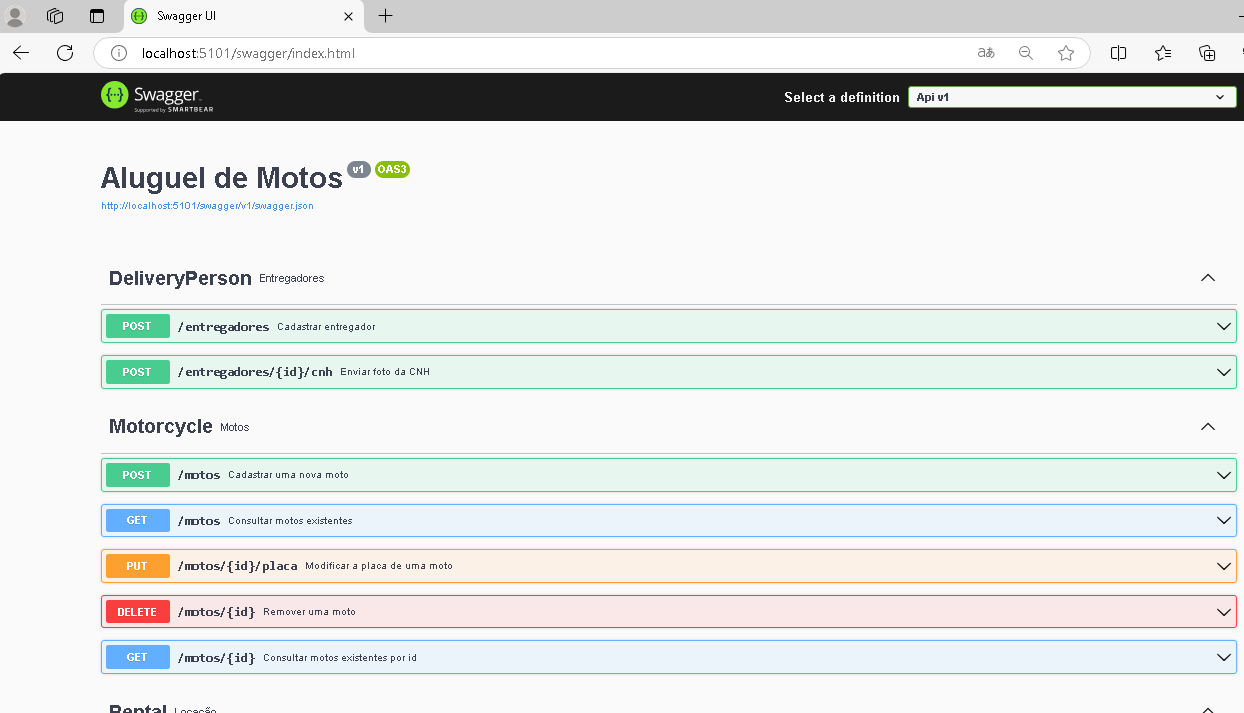 Swagger UI
localhost:5101/swagger/index.html
aあ
Swagger
Supported by SMARTBEAR
Select a definition
Api v1
Aluguel de Motos v1 OAS3
http://localhost:5101/swagger/v1/swagger.json
DeliveryPerson Entregadores
POST /entregadores Cadastrar entregador
POST /entregadores/{id}/cnh Enviar foto da CNH
Motorcycle Motos
POST /motos Cadastrar uma nova moto
GET /motos Consultar motos existentes
PUT /motos/{id}/placa Modificar a placa de uma moto
DELETE /motos/{id} Remover uma moto
GET /motos/{id} Consultar motos existentes por id
Rental Locação